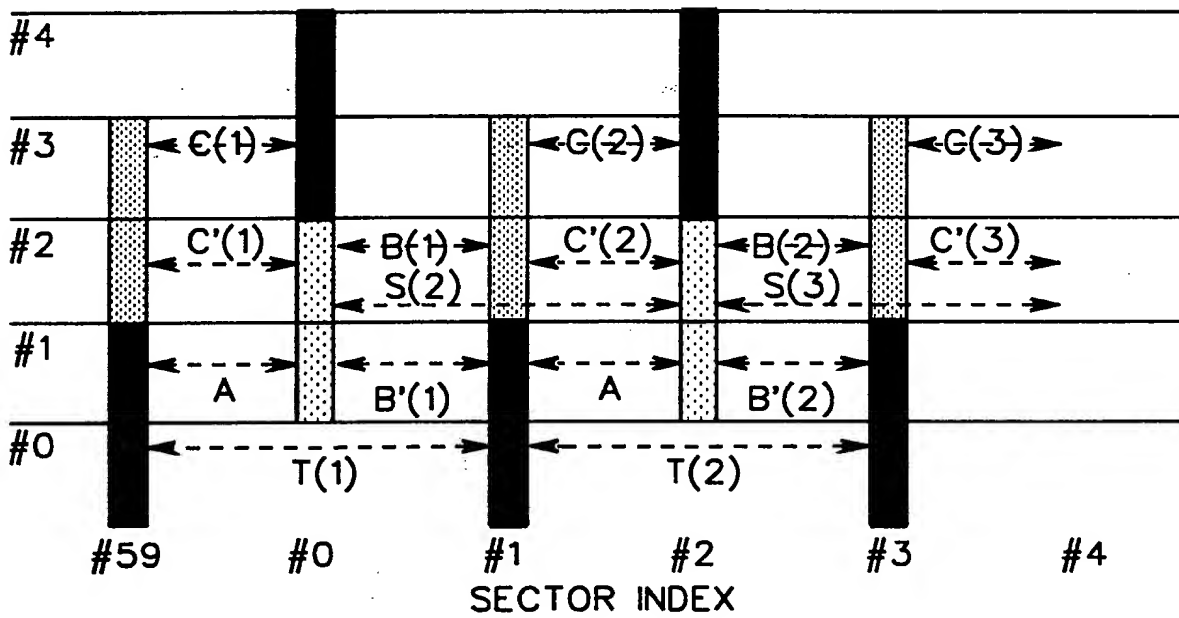 #4
#3 C(1) C(2) C(3)
#2 C'(1) B(1) C'(2) B(2) C'(3)
S(2) S(3)
#1
A B'(1) A B'(2)
#0
T(1) T(2)
#59 #0 #1 #2 #3 #4
SECTOR INDEX